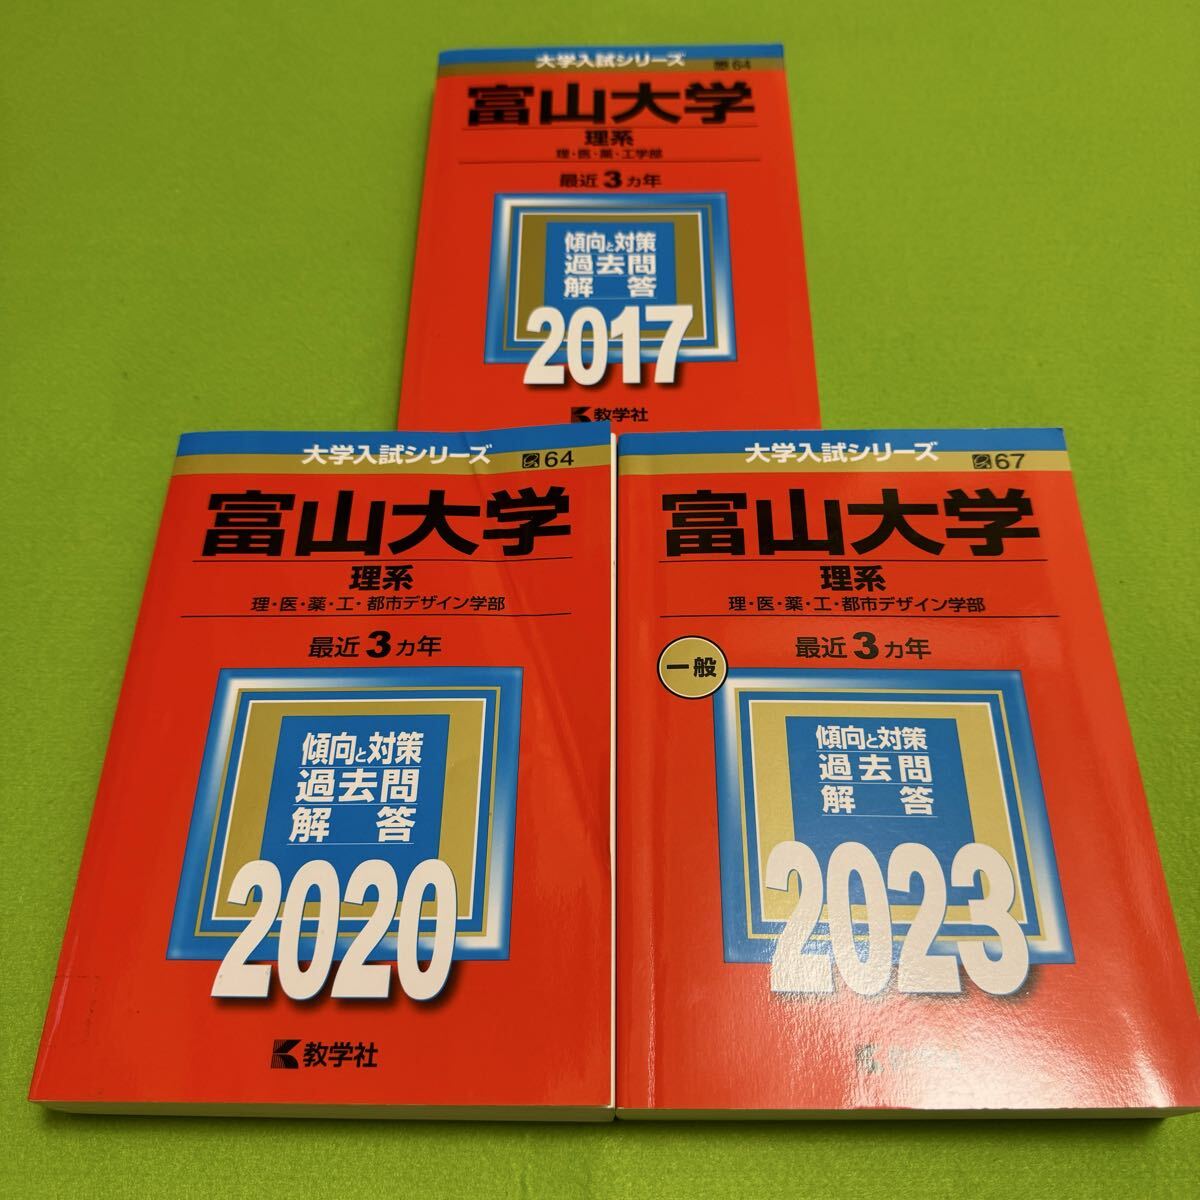 大学入試シリーズ
64
富山大学
理系
理・医・薬・工学部
最近3ヵ年
傾向と対策
過去問
解答
2017
教学社
大学入試シリーズ
64
富山大学
理系
理・医・薬・工・都市デザイン学部
最近3ヵ年
傾向と対策
過去問
解答
2020
教学社
大学入試シリーズ
67
富山大学
理系
理・医・薬・工・都市デザイン学部
最近3ヵ年
一般
傾向と対策
過去問
解答
2023
教学社